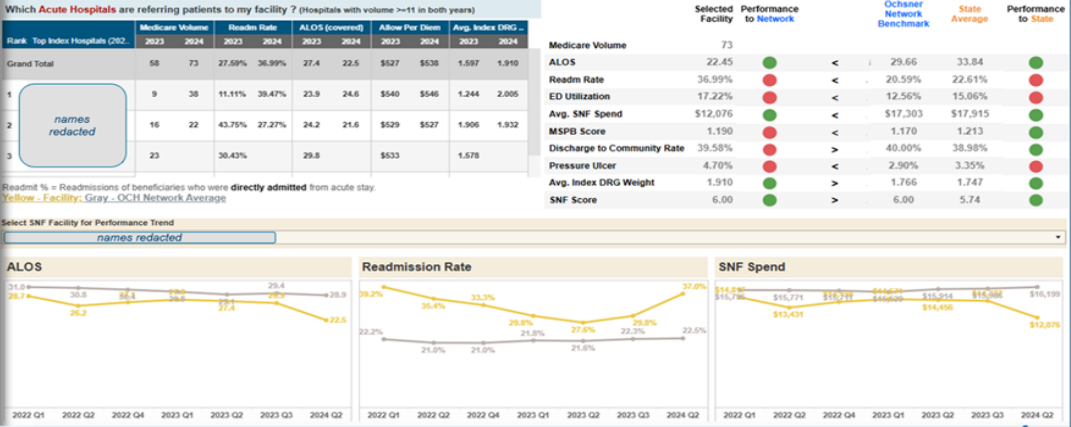 Which Acute Hospitals are referring patients to my facility ? (Hospitals with volume >=11 in both years)
Medicare Volume Readm Rate ALOS (covered) Allow Per Diem Avg. Index DRG ..
Rank Top Index Hospitals (202.. 2023 2024 2023 2024 2023 2024 2023 2024 2023 2024
Grand Total 58 73 27.59% 36.99% 27.4 22.5 $527 $538 1.597 1.910
1 9 38 11.11% 39.47% 23.9 24.6 $540 $546 1.244 2.005
names
redacted
2 16 22 43.75% 27.27% 24.2 21.6 $529 $527 1.906 1.932
3 23 30.43% 29.8 $533 1.578
Readmit % = Readmissions of beneficiaries who were directly admitted from acute stay.
Yellow - Facility; Gray - OCH Network Average
Selected Facility Performance to Network Ochsner Network Benchmark State Average Performance to State
Medicare Volume 73
ALOS 22.45 < 29.66 33.84
Readm Rate 36.99% < 20.59% 22.61%
ED Utilization 17.22% < 12.56% 15.06%
Avg. SNF Spend $12,076 < $17,303 $17,915
MSPB Score 1.190 < 1.170 1.213
Discharge to Community Rate 39.58% > 40.00% 38.98%
Pressure Ulcer 4.70% < 2.90% 3.35%
Avg. Index DRG Weight 1.910 > 1.766 1.747
SNF Score 6.00 > 6.00 5.74
Select SNF Facility for Performance Trend
names redacted
ALOS
31.0 30.8 30.4 29.4 28.9
28.7 26.2 27.4 22.5
2022 Q1 2022 Q2 2022 Q4 2023 Q1 2023 Q2 2023 Q3 2024 Q2
Readmission Rate
39.2% 35.4% 33.3% 29.8% 27.6% 29.8% 37.0%
22.2% 21.0% 21.0% 21.8% 21.6% 22.3% 22.5%
2022 Q1 2022 Q2 2022 Q4 2023 Q1 2023 Q2 2023 Q3 2024 Q2
SNF Spend
$15,771 $15,914 $16,199
$13,431 $14,456 $12,076
2022 Q1 2022 Q2 2022 Q4 2023 Q1 2023 Q2 2023 Q3 2024 Q2